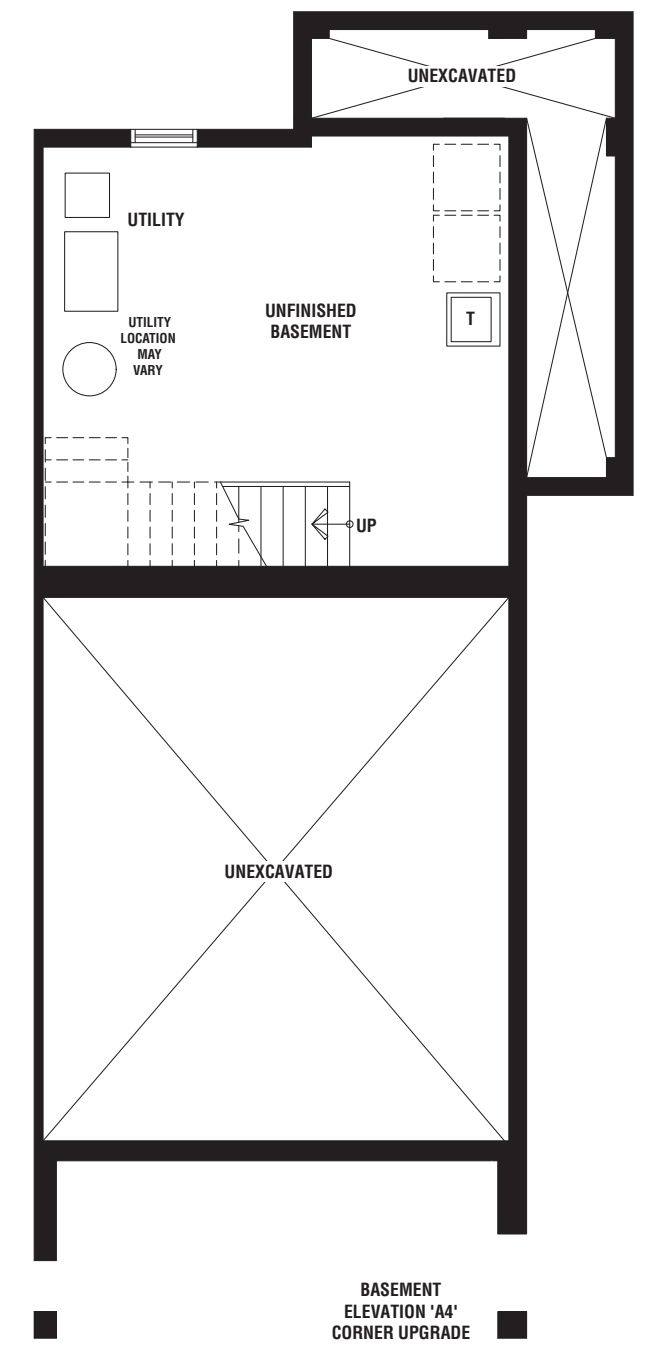 UNEXCAVATED
UTILITY
UTILITY
LOCATION
MAY
VARY
UNFINISHED
BASEMENT
T
UP
UNEXCAVATED
BASEMENT
ELEVATION 'A4'
CORNER UPGRADE